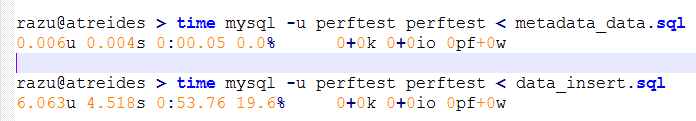 razu@atreides > time mysql -u perftest perftest < metadata_data.sql
0.006u 0.004s 0:00.05 0.0%     0+0k 0+0io 0pf+0w
razu@atreides > time mysql -u perftest perftest < data_insert.sql
6.063u 4.518s 0:53.76 19.6%     0+0k 0+0io 0pf+0w